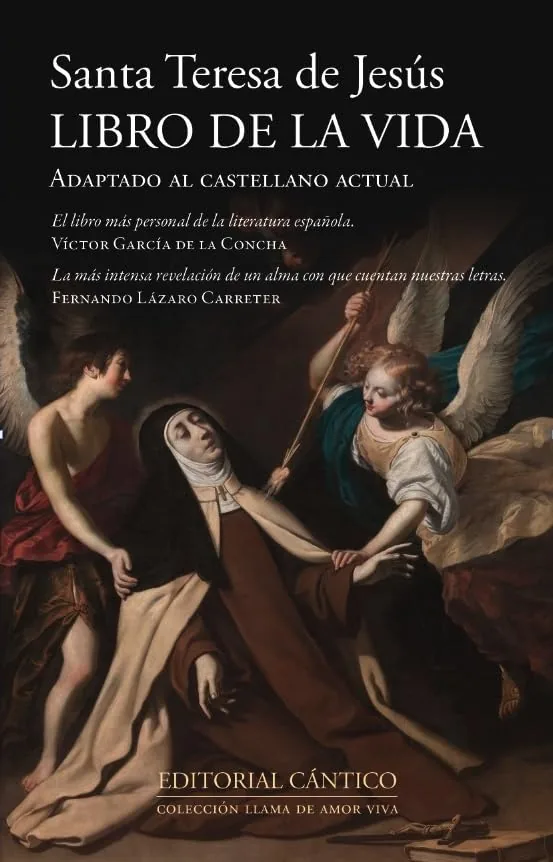 Santa Teresa de Jesús
LIBRO DE LA VIDA
ADAPTADO AL CASTELLANO ACTUAL
El libro más personal de la literatura española.
VÍCTOR GARCÍA DE LA CONCHA
La más intensa revelación de un alma con que cuentan nuestras letras.
FERNANDO LÁZARO CARRETER
EDITORIAL CÁNTICO
COLECCIÓN LLAMA DE AMOR VIVA